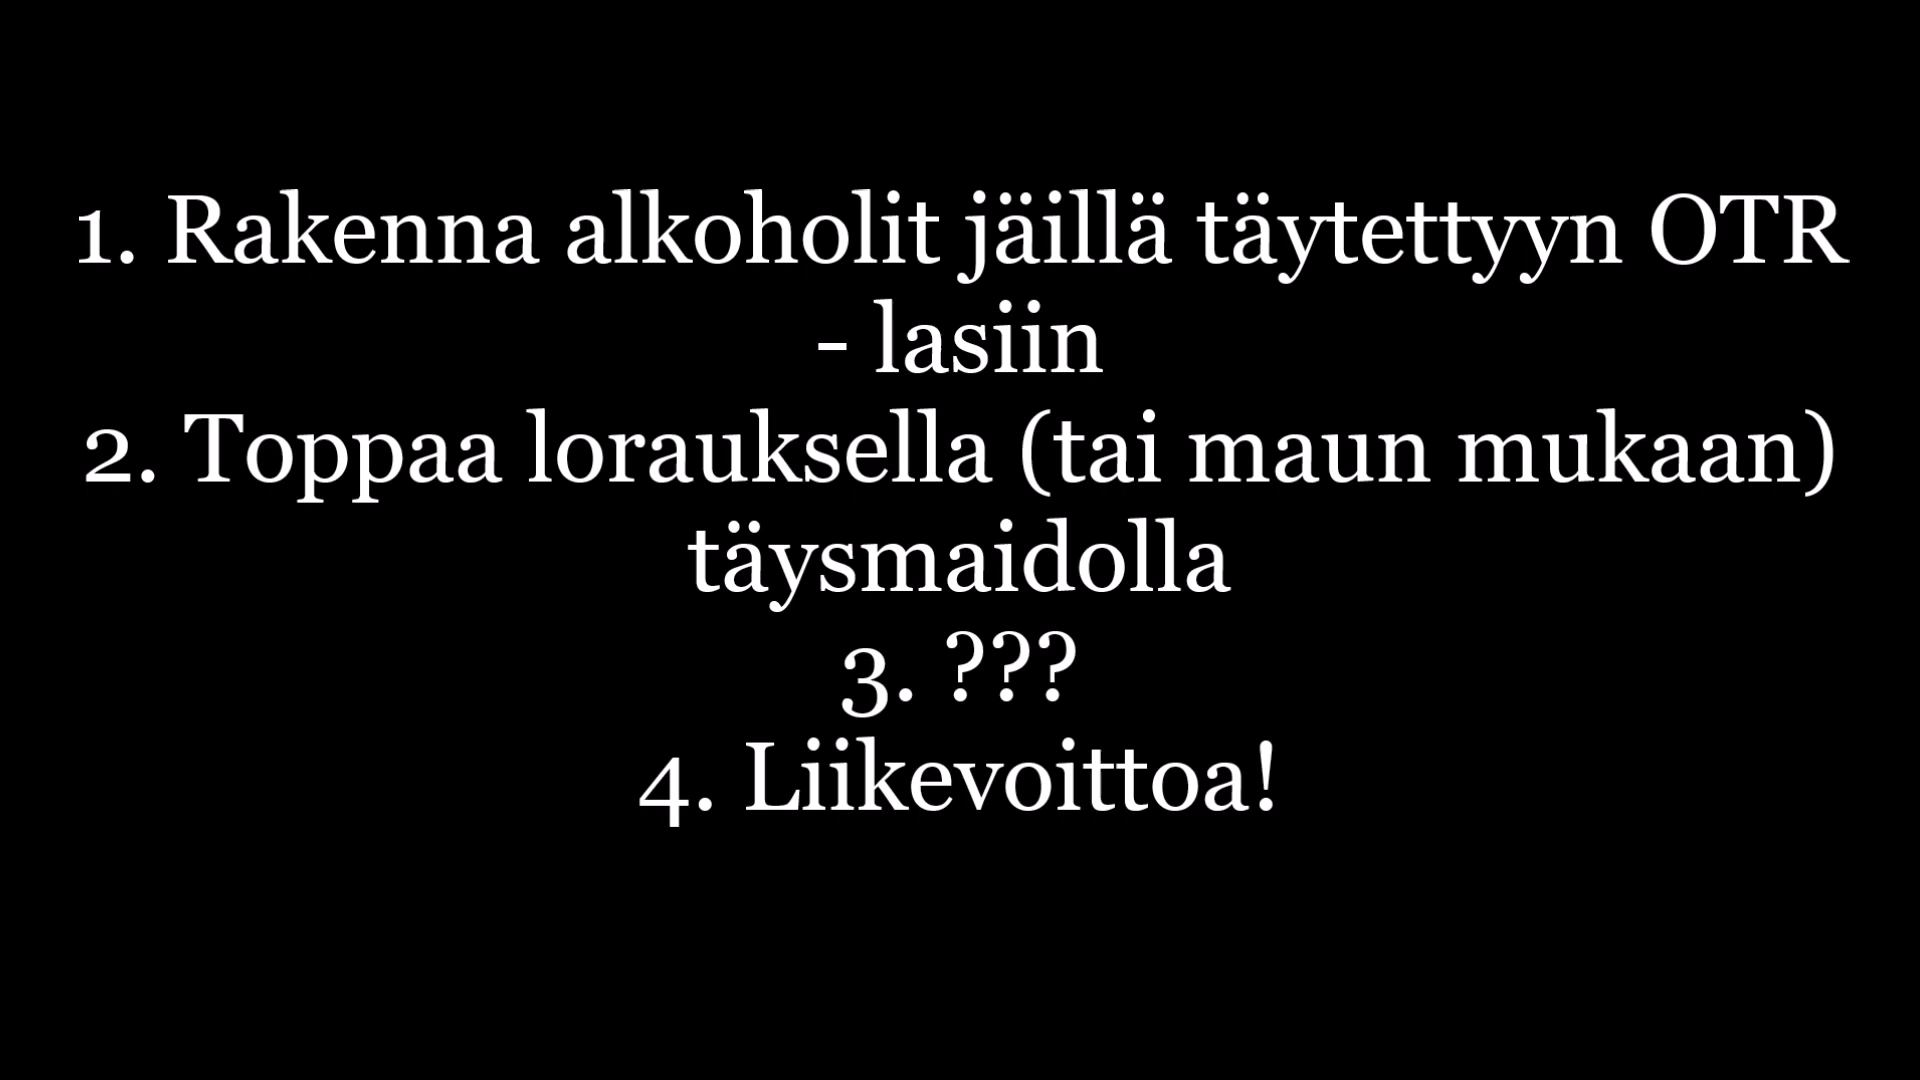 1. Rakenna alkoholit jäillä täytettyyn OTR
- lasiin
2. Toppaa lorauksella (tai maun mukaan)
täysmaidolla
3. ???
4. Liikevoittoa!